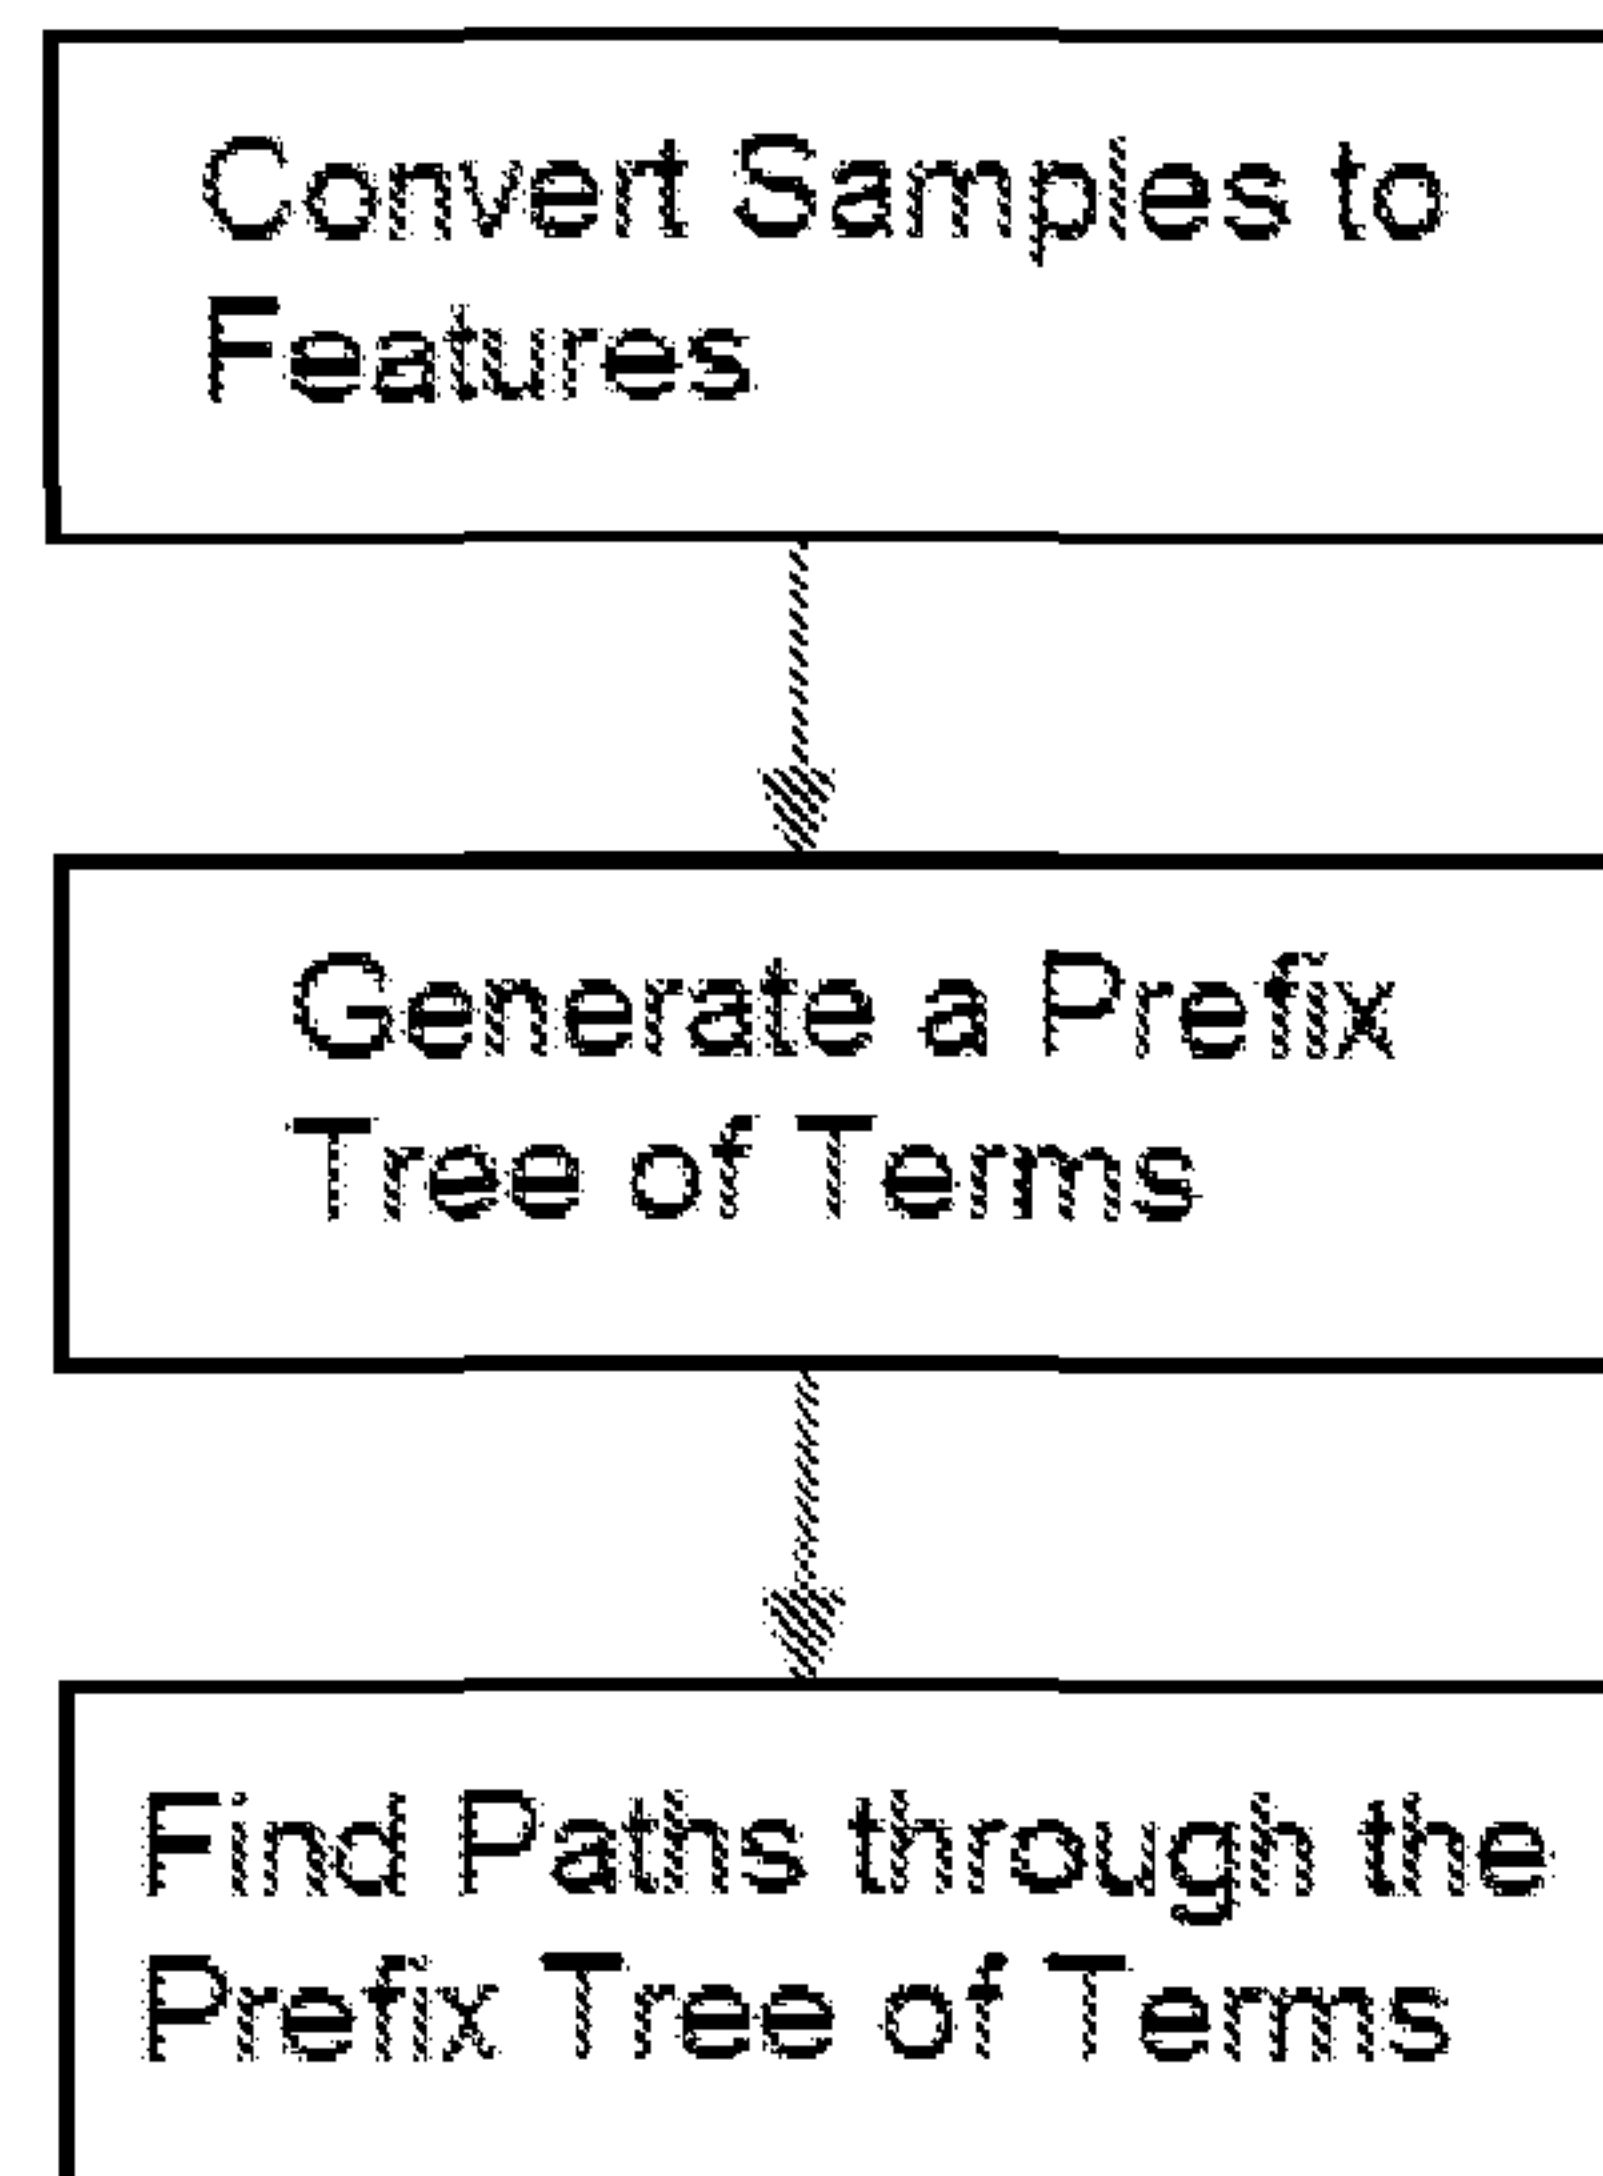 Convert Samples to
Features
Generate a Prefix
Tree of Terms
Find Paths through the
Prefix Tree of Terms